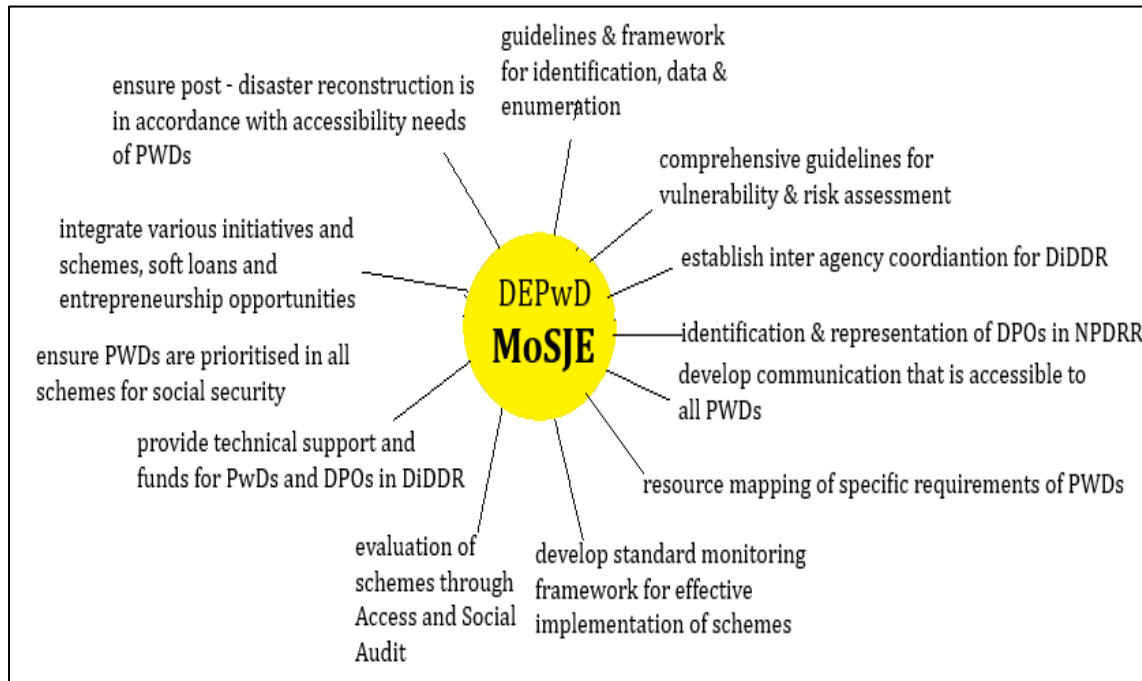 guidelines & framework
for identification, data &
enumeration
ensure post - disaster reconstruction is
in accordance with accessibility needs
of PWDs
comprehensive guidelines for
vulnerability & risk assessment
integrate various initiatives and
schemes, soft loans and
entrepreneurship opportunities
establish inter agency coordiantion for DiDDR
DEPwD
MoSJE
identification & representation of DPOs in NPDRR
ensure PWDs are prioritised in all
schemes for social security
develop communication that is accessible to
all PWDs
provide technical support and
funds for PwDs and DPOs in DiDDR
resource mapping of specific requirements of PWDs
evaluation of
schemes through
Access and Social
Audit
develop standard monitoring
framework for effective
implementation of schemes